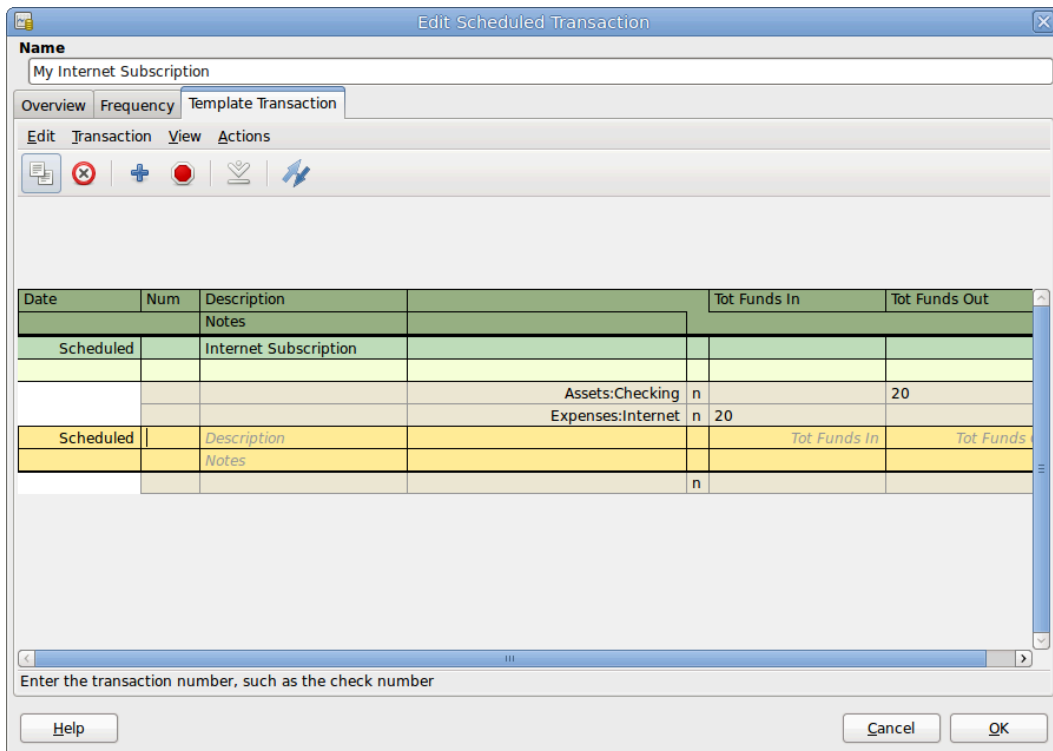 Edit Scheduled Transaction
Name
My Internet Subscription
Overview Frequency Template Transaction
Edit Transaction View Actions
Date Num Description Tot Funds In Tot Funds Out
Notes
Scheduled Internet Subscription
Assets:Checking n 20
Expenses:Internet n 20
Scheduled Description Tot Funds In Tot Funds
Notes
n
Enter the transaction number, such as the check number
Help Cancel OK